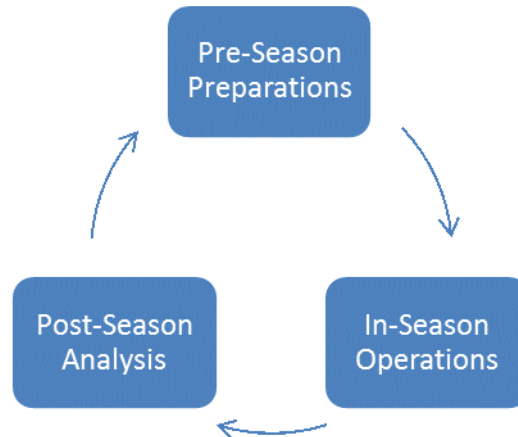 Pre-Season
Preparations
In-Season
Operations
Post-Season
Analysis